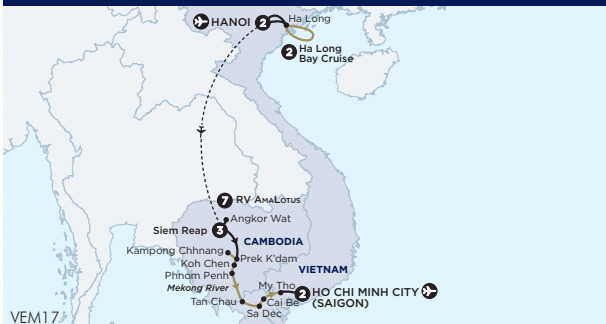 HANOI 2 Ha Long
2 Ha Long
Bay Cruise
7 RV AMALOTUS
Angkor Wat
Siem Reap 3
CAMBODIA
Kampong Chhnang
Prek K'dam
Koh Chen
Phnom Penh
VIETNAM
Mekong River
My Tho
2 HO CHI MINH CITY
(SAIGON)
Tan Chau
Cai Be
Sa Dec
VEM17